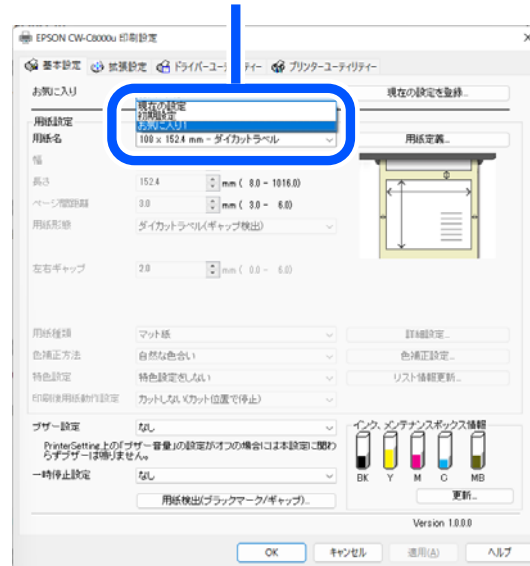 EPSON CW-C8000u 印刷設定
基本設定 拡張設定 プリンターユーティリティー
お気に入り 現在の設定を登録...
現在の設定
初期設定
お気に入り1
用紙設定
用紙名 108 x 152.4 mm - ダイカットラベル 用紙定義...
幅
長さ 152.4 mm ( 8.0 - 1016.0)
ページ間距離 3.0 mm ( 3.0 - 6.0)
用紙形態 ダイカットラベル(ギャップ検出)
左右ギャップ 2.0 mm ( 0.0 - 6.0)
用紙種類 マット紙 詳細設定...
色補正方法 自然な色合い 色補正設定...
特色設定 特色設定をしない リスト情報更新...
印刷後用紙動作設定 カットしない(カット位置で停止)
ブザー設定 なし インク、メンテナンスボックス情報
PrinterSetting上の「ブザー音量」の設定がオフの場合には本設定に関わ
らずブザーは鳴りません。
一時停止設定 なし BK Y M C MB
用紙検出(ブラックマーク/ギャップ)... 更新...
Version 1.0.0.0
OK キャンセル 適用(A) ヘルプ